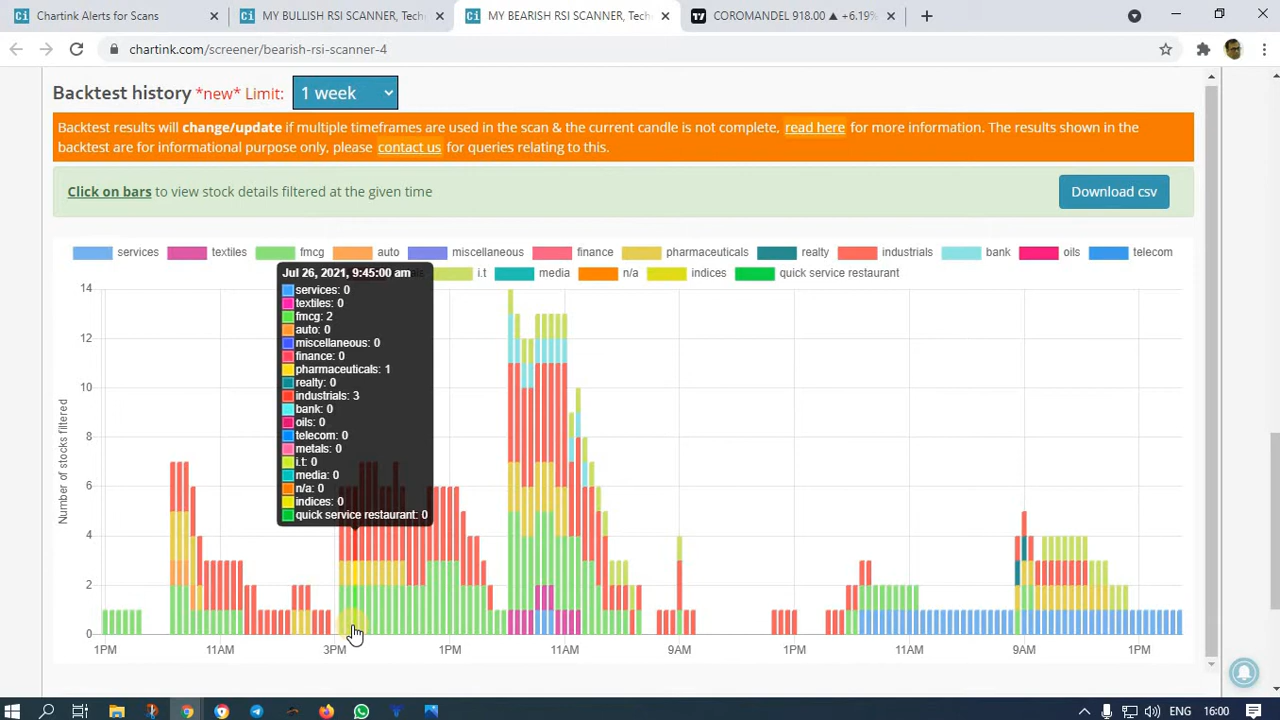 Chartink Alerts for Scans
MY BULLISH RSI SCANNER, Tech
MY BEARISH RSI SCANNER, Tech
COROMANDEL 918.00 ▲ +6.19%
chartink.com/screener/bearish-rsi-scanner-4
Backtest history *new* Limit: 1 week
Backtest results will change/update if multiple timeframes are used in the scan & the current candle is not complete, read here for more information. The results shown in the
backtest are for informational purpose only, please contact us for queries relating to this.
Click on bars to view stock details filtered at the given time
Download csv
services textiles fmcg auto miscellaneous finance pharmaceuticals realty industrials bank oils telecom
i.t media n/a indices quick service restaurant
Jul 26, 2021, 9:45:00 am
services: 0
textiles: 0
fmcg: 2
auto: 0
miscellaneous: 0
finance: 0
pharmaceuticals: 1
realty: 0
industrials: 3
bank: 0
oils: 0
telecom: 0
metals: 0
i.t: 0
media: 0
n/a: 0
indices: 0
quick service restaurant: 0
Number of stocks filtered
14
12
10
8
6
4
2
0
1PM 11AM 3PM 1PM 11AM 9AM 1PM 11AM 9AM 1PM
ENG 16:00